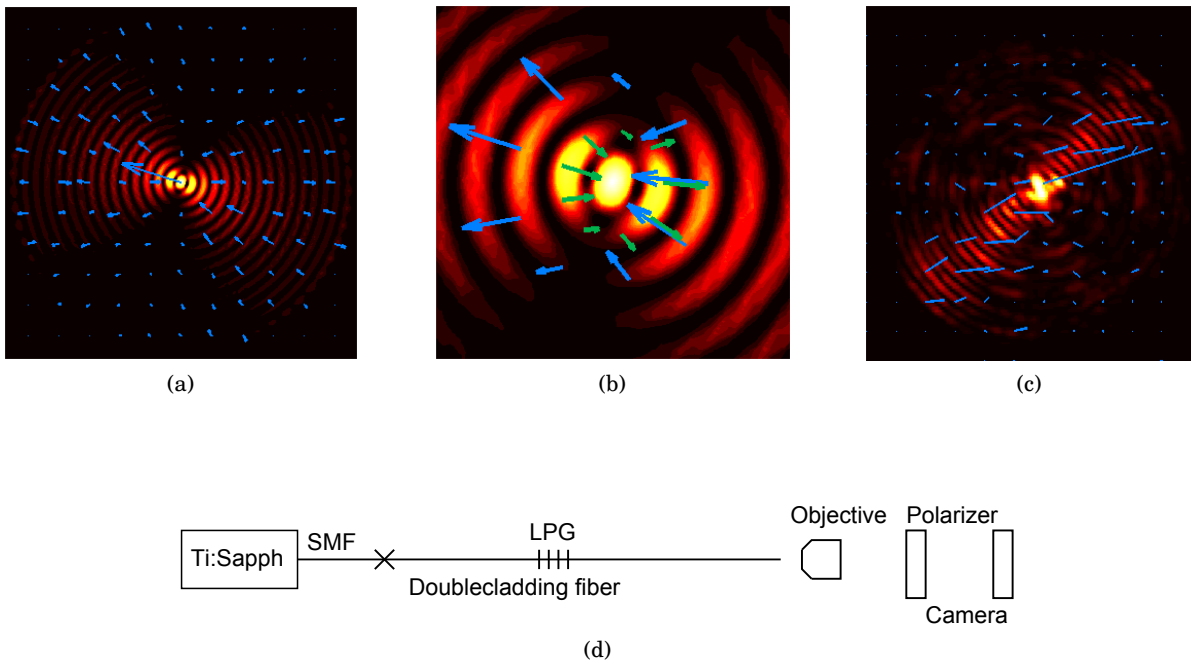 (a)
(b)
(c)
Ti:Sapph
SMF
LPG
Doublecladding fiber
Objective
Polarizer
Camera
(d)